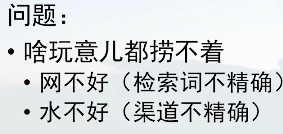 问题：
• 啥玩意儿都捞不着
• 网不好（检索词不精确）
• 水不好（渠道不精确）